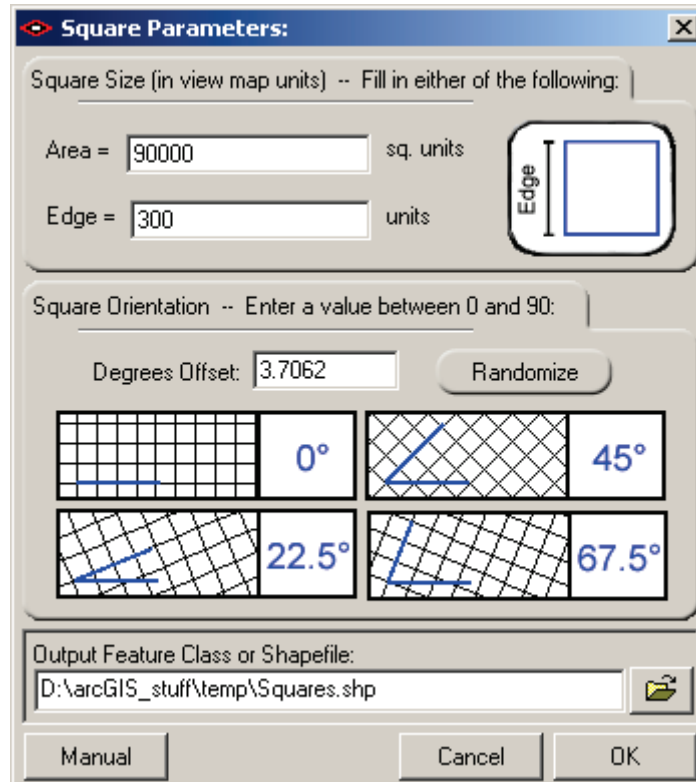 Square Parameters:
Square Size (in view map units) -- Fill in either of the following:
Area = 90000 sq. units
Edge = 300 units
Edge
Square Orientation -- Enter a value between 0 and 90:
Degrees Offset: 3.7062 Randomize
0° 45°
22.5° 67.5°
Output Feature Class or Shapefile:
D:\arcGIS_stuff\temp\Squares.shp
Manual Cancel OK